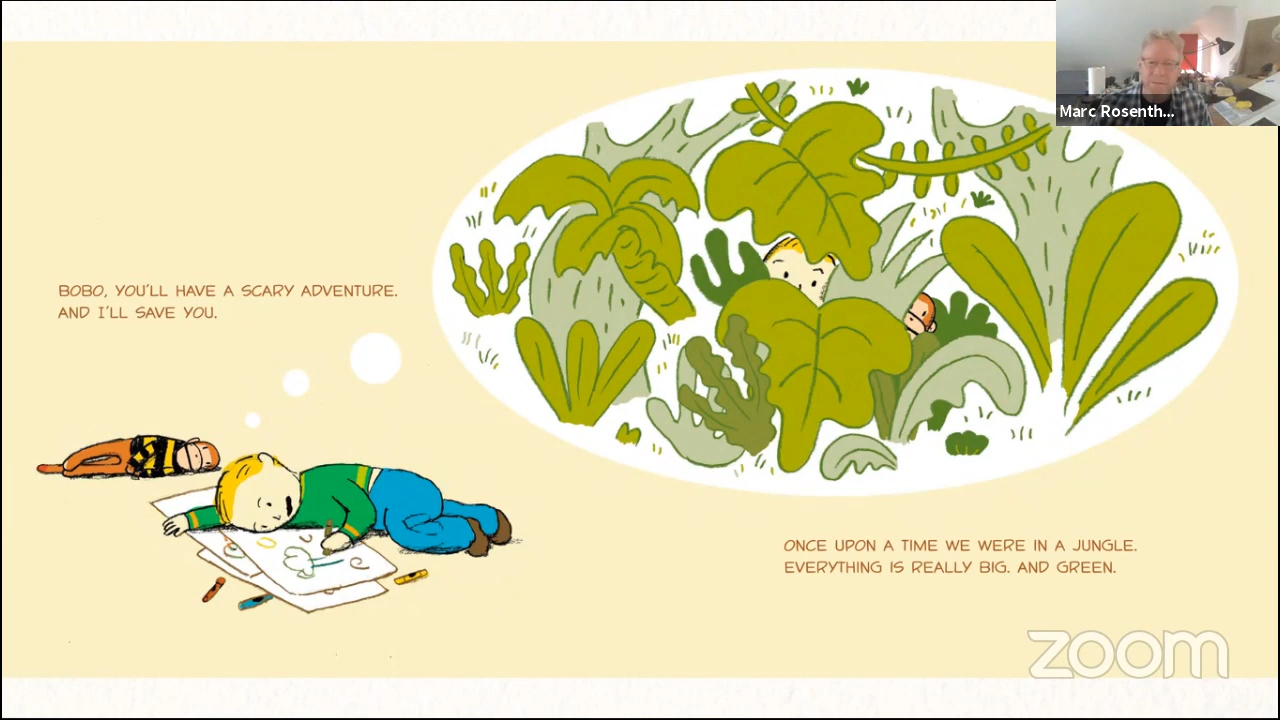 Marc Rosenth...
BOBO, YOU'LL HAVE A SCARY ADVENTURE.
AND I'LL SAVE YOU.
ONCE UPON A TIME WE WERE IN A JUNGLE.
EVERYTHING IS REALLY BIG. AND GREEN.
zoom